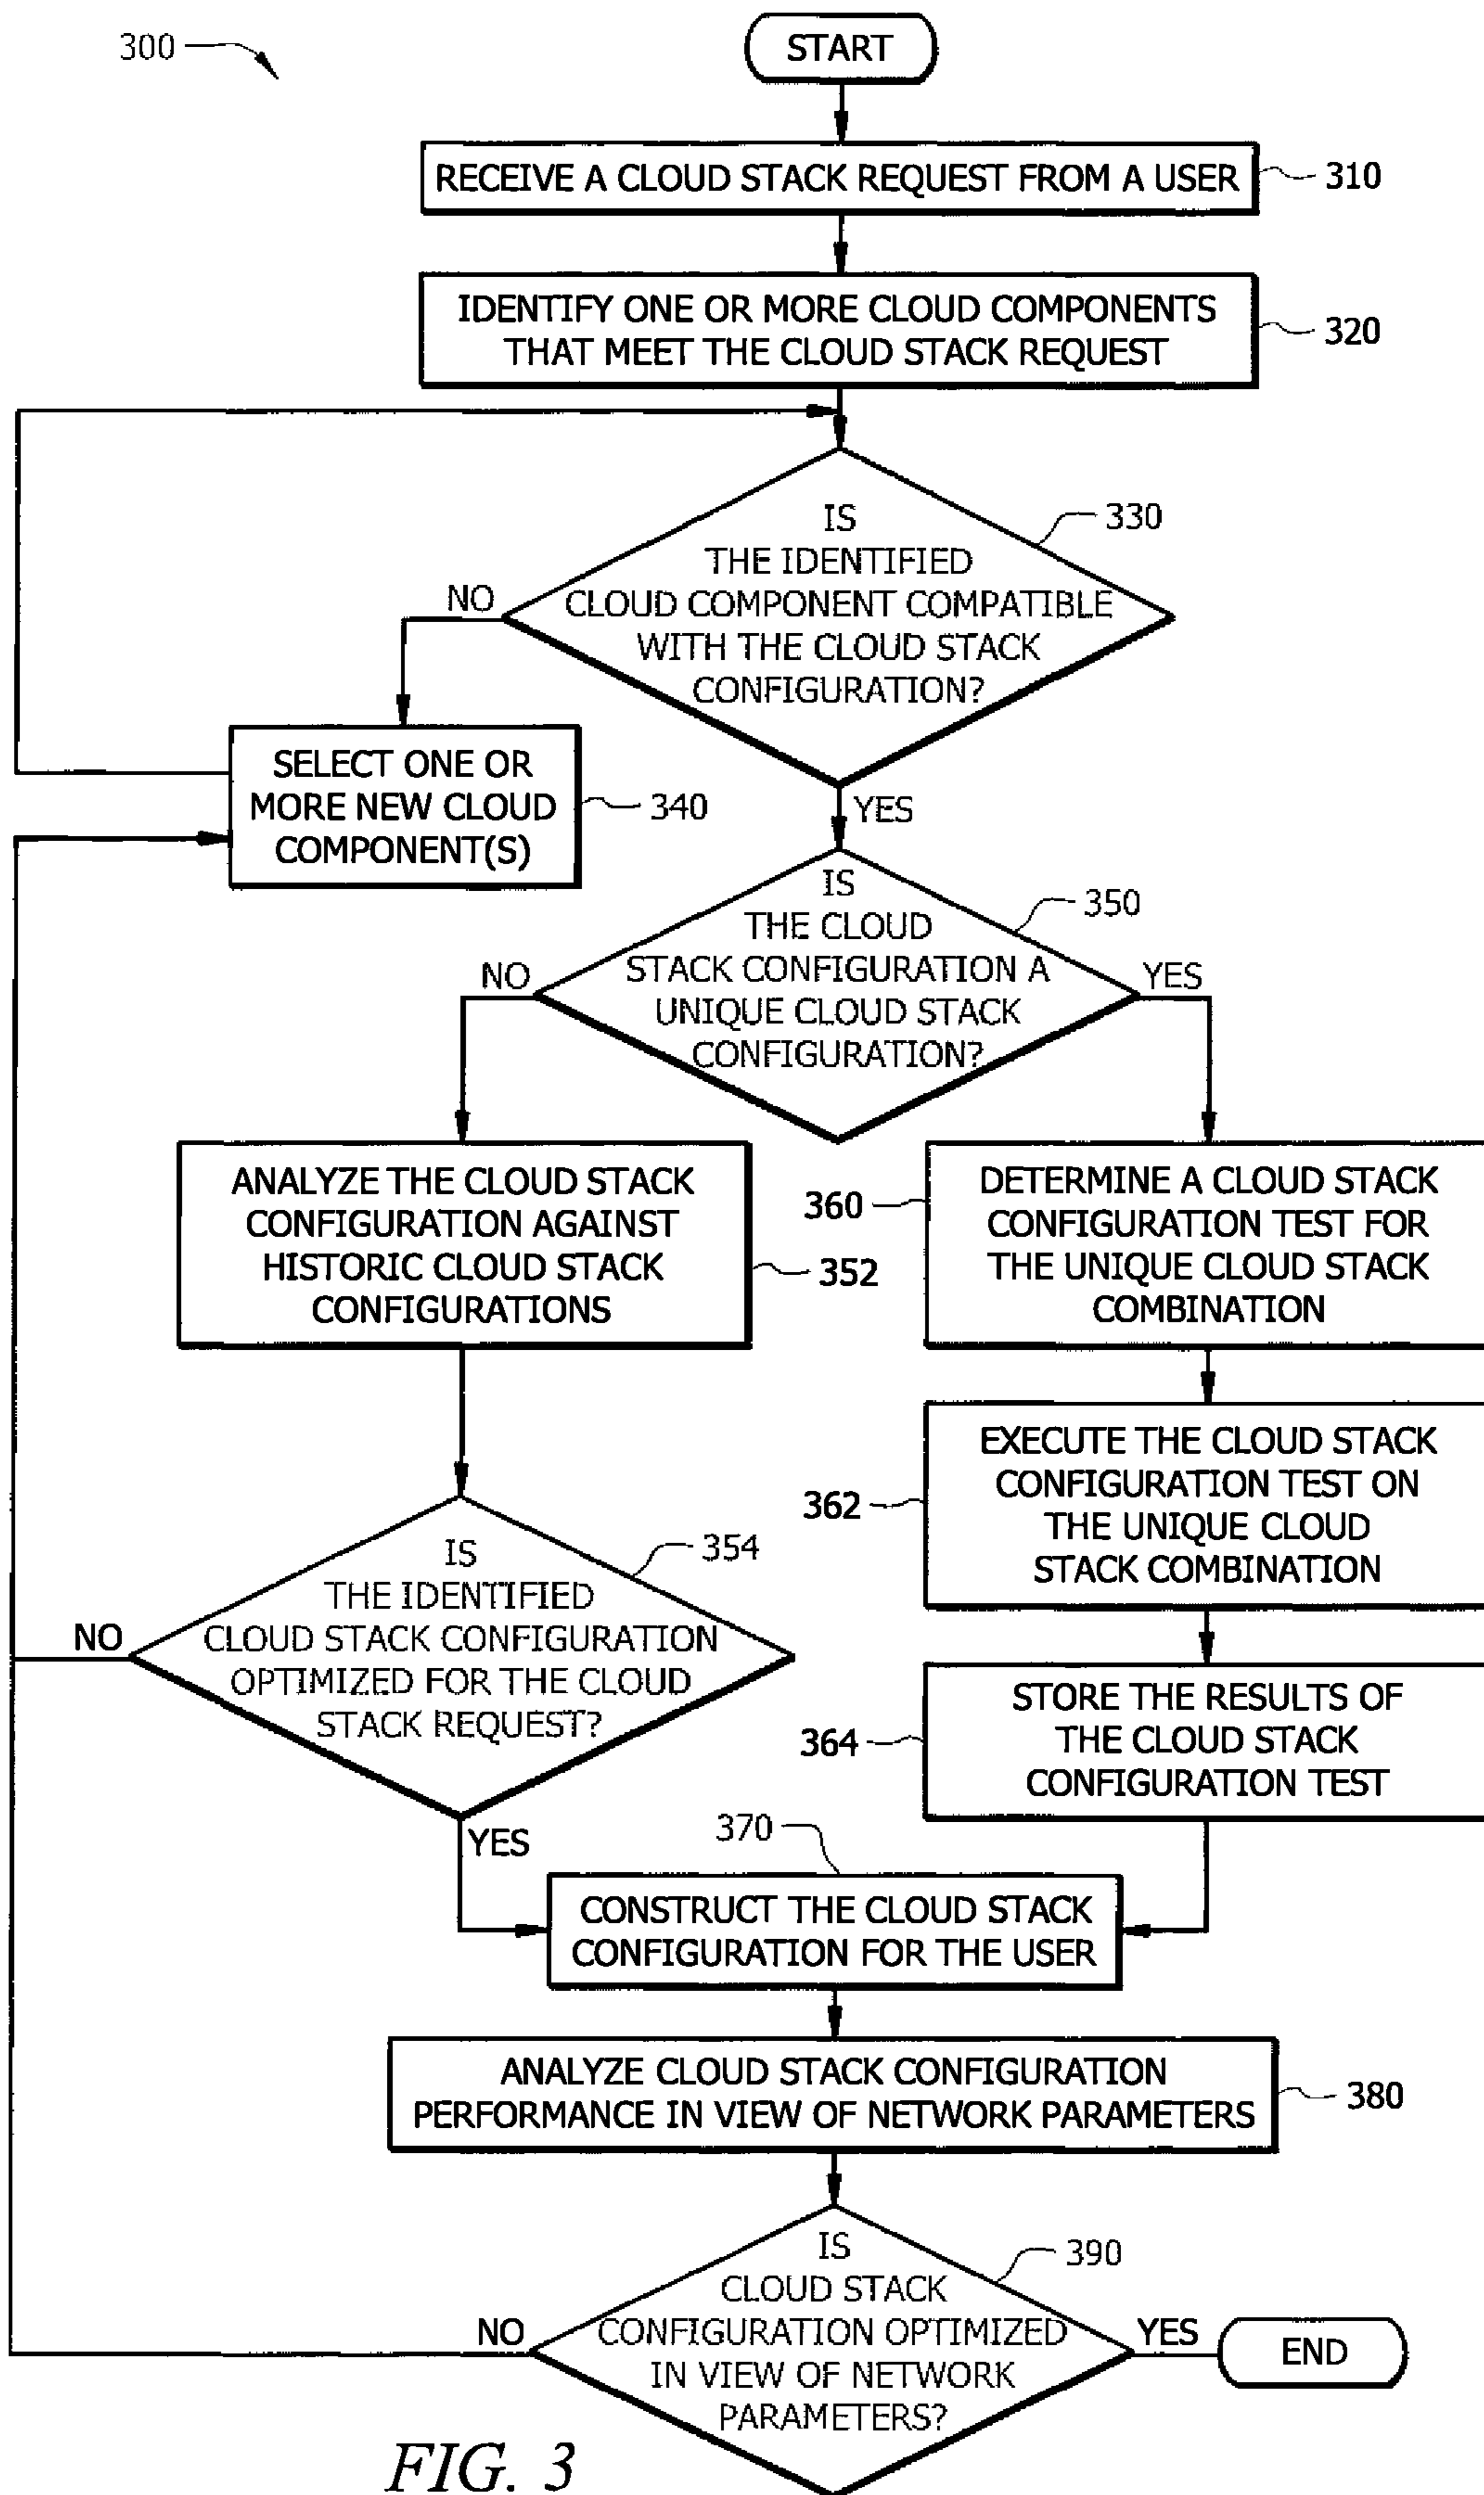 300
START
RECEIVE A CLOUD STACK REQUEST FROM A USER
310
IDENTIFY ONE OR MORE CLOUD COMPONENTS
THAT MEET THE CLOUD STACK REQUEST
320
IS
THE IDENTIFIED
CLOUD COMPONENT COMPATIBLE
WITH THE CLOUD STACK
CONFIGURATION?
330
NO
YES
SELECT ONE OR
MORE NEW CLOUD
COMPONENT(S)
340
IS
THE CLOUD
STACK CONFIGURATION A
UNIQUE CLOUD STACK
CONFIGURATION?
350
NO
YES
ANALYZE THE CLOUD STACK
CONFIGURATION AGAINST
HISTORIC CLOUD STACK
CONFIGURATIONS
352
360
DETERMINE A CLOUD STACK
CONFIGURATION TEST FOR
THE UNIQUE CLOUD STACK
COMBINATION
362
EXECUTE THE CLOUD STACK
CONFIGURATION TEST ON
THE UNIQUE CLOUD
STACK COMBINATION
IS
THE IDENTIFIED
CLOUD STACK CONFIGURATION
OPTIMIZED FOR THE CLOUD
STACK REQUEST?
354
NO
YES
364
STORE THE RESULTS OF
THE CLOUD STACK
CONFIGURATION TEST
370
CONSTRUCT THE CLOUD STACK
CONFIGURATION FOR THE USER
ANALYZE CLOUD STACK CONFIGURATION
PERFORMANCE IN VIEW OF NETWORK PARAMETERS
380
IS
CLOUD STACK
CONFIGURATION OPTIMIZED
IN VIEW OF NETWORK
PARAMETERS?
390
NO
YES
END
FIG. 3